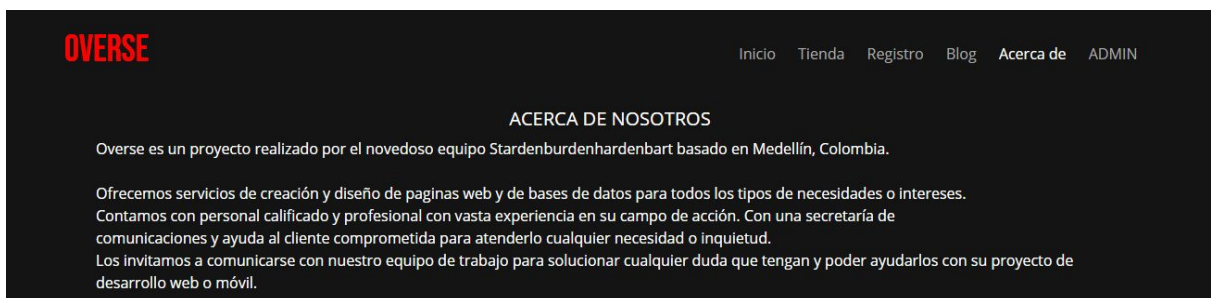 OVERSE
Inicio Tienda Registro Blog Acerca de ADMIN
ACERCA DE NOSOTROS
Overse es un proyecto realizado por el novedoso equipo Stardenburdenhardenbart basado en Medellín, Colombia.
Ofrecemos servicios de creación y diseño de paginas web y de bases de datos para todos los tipos de necesidades o intereses.
Contamos con personal calificado y profesional con vasta experiencia en su campo de acción. Con una secretaría de
comunicaciones y ayuda al cliente comprometida para atenderlo cualquier necesidad o inquietud.
Los invitamos a comunicarse con nuestro equipo de trabajo para solucionar cualquier duda que tengan y poder ayudarlos con su proyecto de
desarrollo web o móvil.